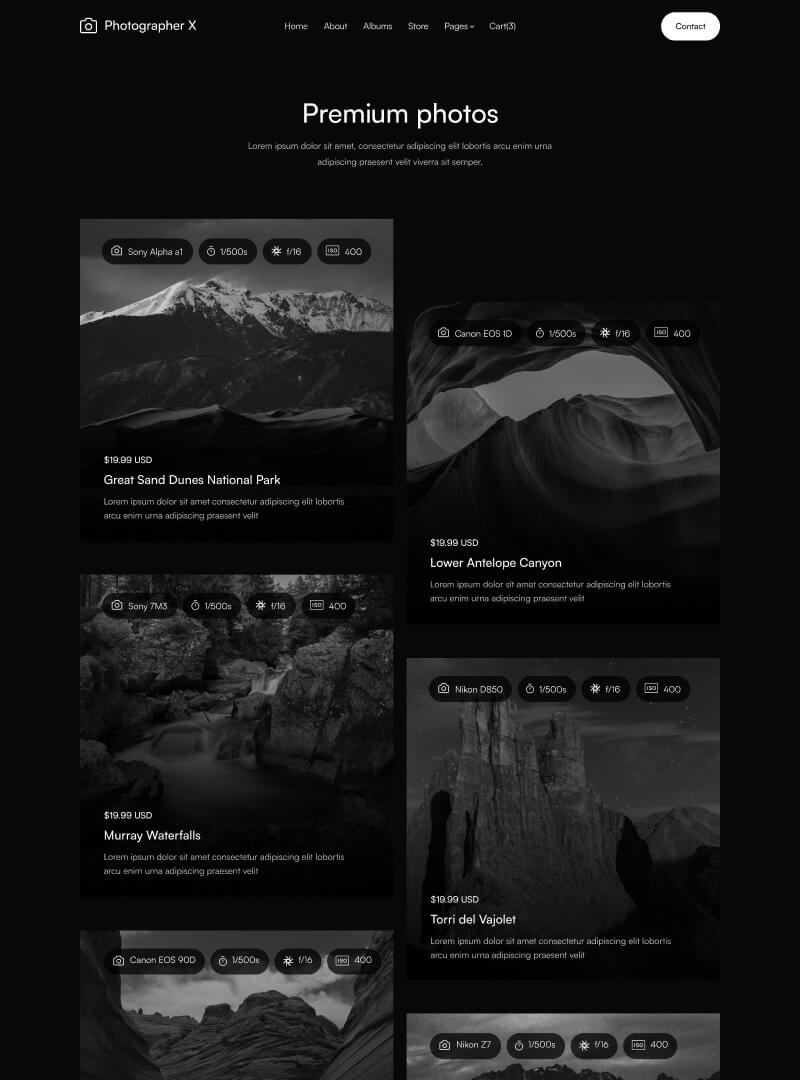 Photographer X
Home About Albums Store Pages Cart(3)
Contact
Premium photos
Lorem ipsum dolor sit amet, consectetur adipiscing elit lobortis arcu enim urna
adipiscing praesent velit viverra sit semper.
Sony Alpha a1 1/500s f/16 ISO 400
$19.99 USD
Great Sand Dunes National Park
Lorem ipsum dolor sit amet consectetur adipiscing elit lobortis
arcu enim urna adipiscing praesent velit
Canon EOS 1D 1/500s f/16 ISO 400
$19.99 USD
Lower Antelope Canyon
Lorem ipsum dolor sit amet consectetur adipiscing elit lobortis
arcu enim urna adipiscing praesent velit
Sony 7M3 1/500s f/16 ISO 400
$19.99 USD
Murray Waterfalls
Lorem ipsum dolor sit amet consectetur adipiscing elit lobortis
arcu enim urna adipiscing praesent velit
Nikon D850 1/500s f/16 ISO 400
$19.99 USD
Torri del Vajolet
Lorem ipsum dolor sit amet consectetur adipiscing elit lobortis
arcu enim urna adipiscing praesent velit
Canon EOS 90D 1/500s f/16 ISO 400
Nikon Z7 1/500s f/16 ISO 400